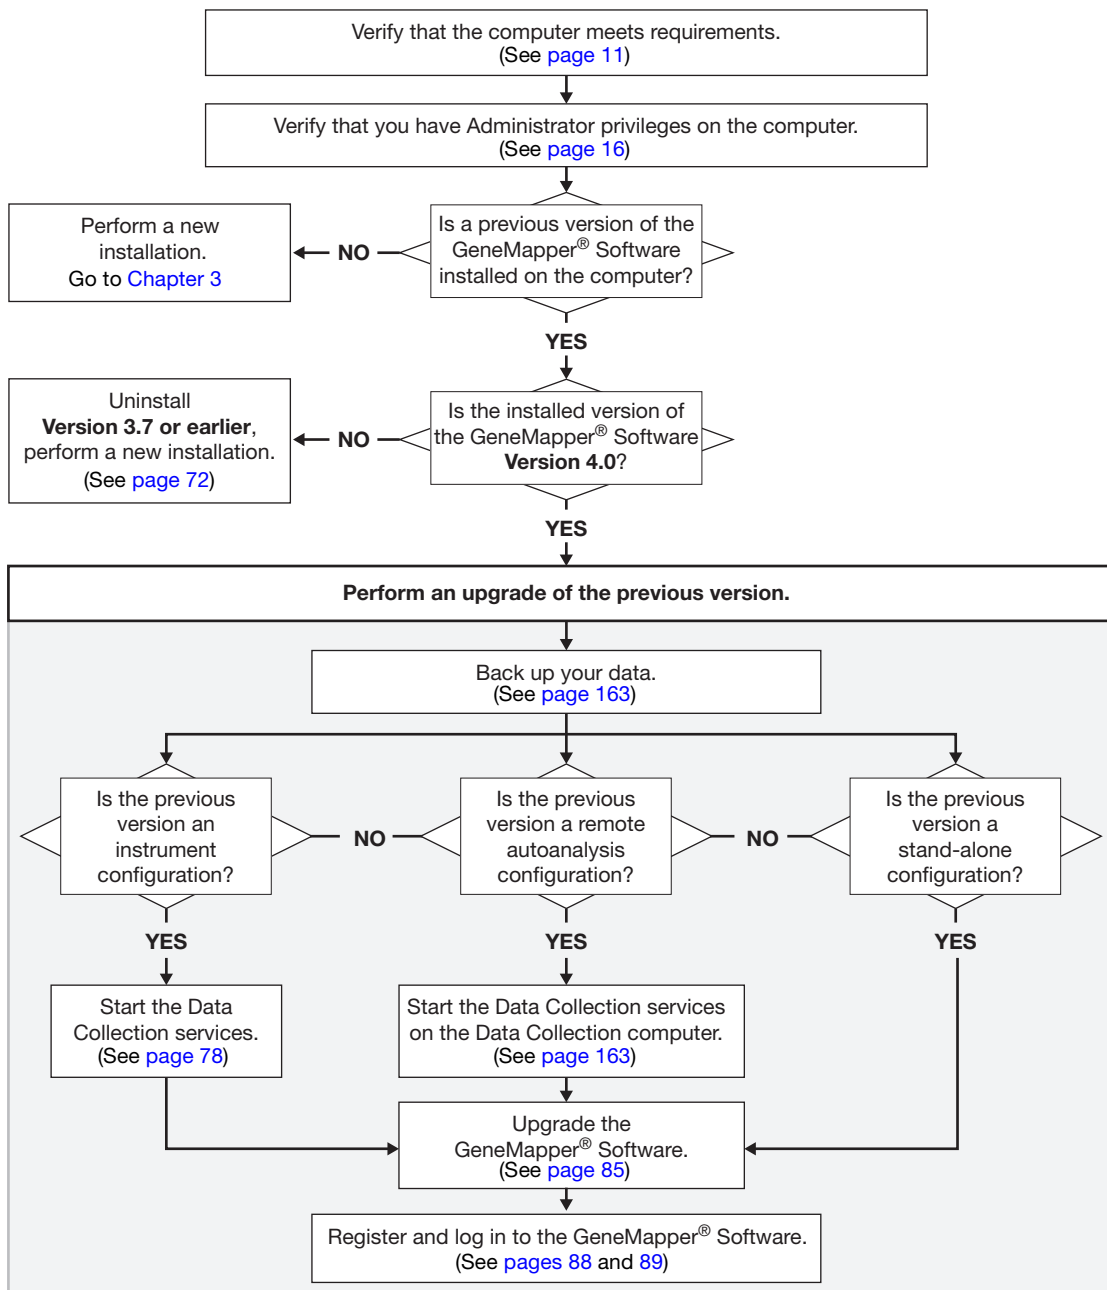 Verify that the computer meets requirements.
(See page 11)
Verify that you have Administrator privileges on the computer.
(See page 16)
Is a previous version of the
GeneMapper® Software
installed on the computer?
NO
Perform a new
installation.
Go to Chapter 3
YES
Is the installed version of
the GeneMapper® Software
Version 4.0?
NO
Uninstall
Version 3.7 or earlier,
perform a new installation.
(See page 72)
YES
Perform an upgrade of the previous version.
Back up your data.
(See page 163)
Is the previous
version an
instrument
configuration?
NO
Is the previous
version a remote
autoanalysis
configuration?
NO
Is the previous
version a
stand-alone
configuration?
YES
YES
YES
Start the Data
Collection services.
(See page 78)
Start the Data Collection services
on the Data Collection computer.
(See page 163)
Upgrade the
GeneMapper® Software.
(See page 85)
Register and log in to the GeneMapper® Software.
(See pages 88 and 89)